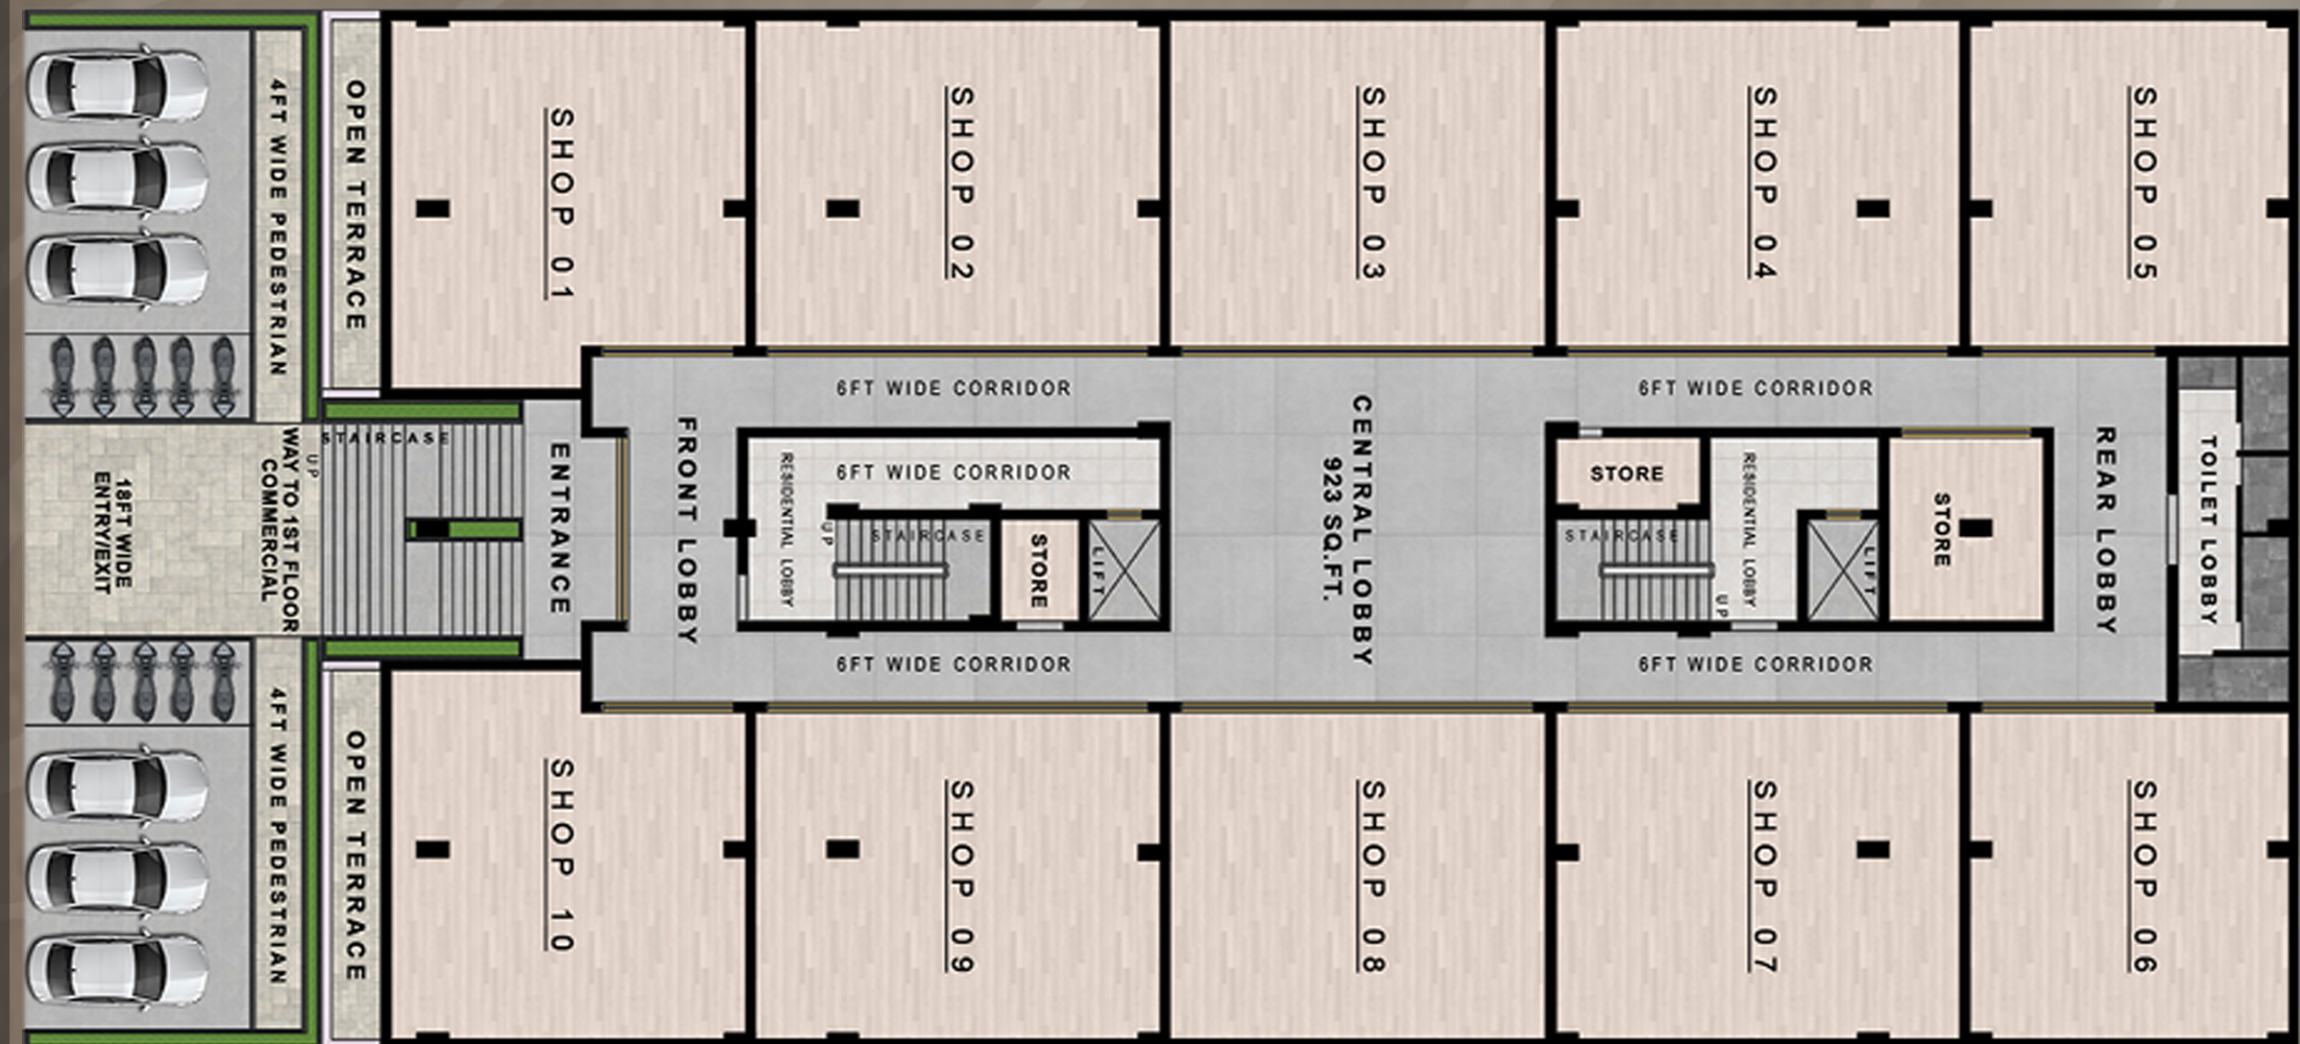 4FT WIDE PEDESTRIAN
OPEN TERRACE
SHOP 01
SHOP 02
SHOP 03
SHOP 04
SHOP 05
6FT WIDE CORRIDOR
6FT WIDE CORRIDOR
18FT WIDE
ENTRY/EXIT
WAY TO 1ST FLOOR
COMMERCIAL
UP
STAIRCASE
ENTRANCE
FRONT LOBBY
RESIDENTIAL LOBBY
6FT WIDE CORRIDOR
UP
STAIRCASE
STORE
LIFT
CENTRAL LOBBY
923 SQ.FT.
STORE
STAIRCASE
UP
RESIDENTIAL LOBBY
LIFT
STORE
REAR LOBBY
TOILET LOBBY
6FT WIDE CORRIDOR
6FT WIDE CORRIDOR
4FT WIDE PEDESTRIAN
OPEN TERRACE
SHOP 10
SHOP 09
SHOP 08
SHOP 07
SHOP 06